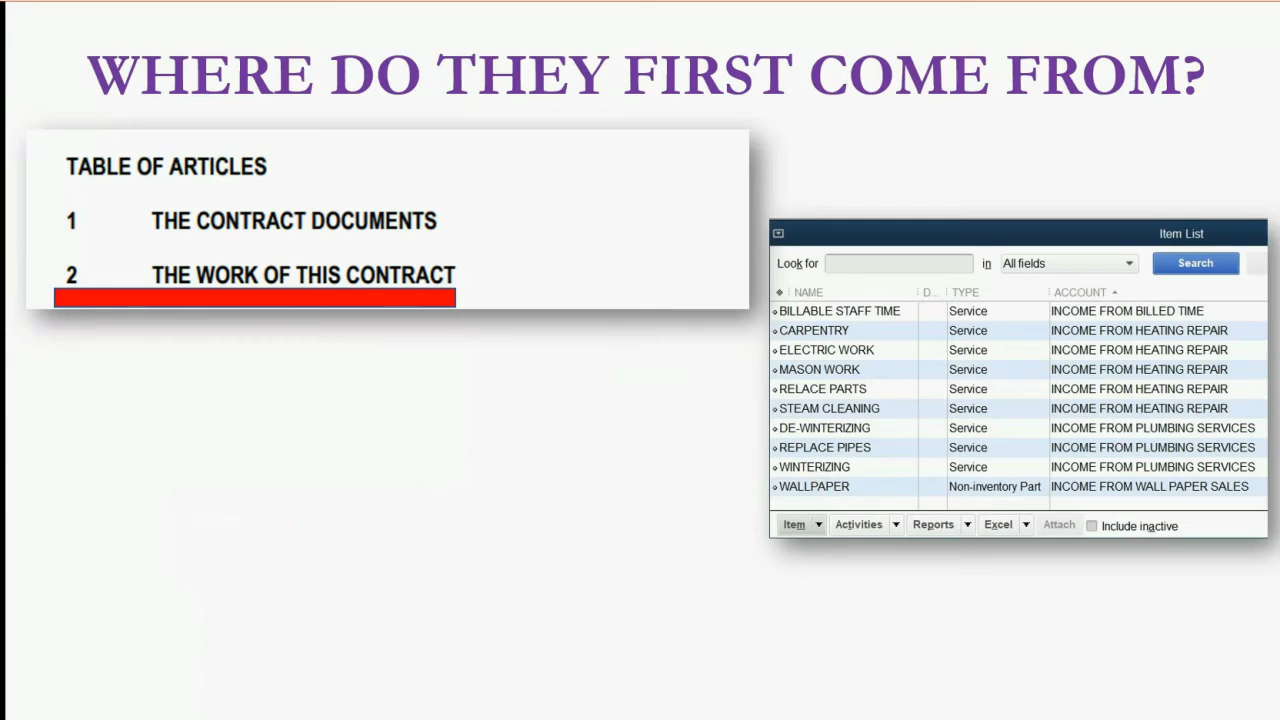 WHERE DO THEY FIRST COME FROM?
TABLE OF ARTICLES
1 THE CONTRACT DOCUMENTS
2 THE WORK OF THIS CONTRACT
Item List
Look for in All fields Search
NAME D... TYPE ACCOUNT
BILLABLE STAFF TIME Service INCOME FROM BILLED TIME
CARPENTRY Service INCOME FROM HEATING REPAIR
ELECTRIC WORK Service INCOME FROM HEATING REPAIR
MASON WORK Service INCOME FROM HEATING REPAIR
RELACE PARTS Service INCOME FROM HEATING REPAIR
STEAM CLEANING Service INCOME FROM HEATING REPAIR
DE-WINTERIZING Service INCOME FROM PLUMBING SERVICES
REPLACE PIPES Service INCOME FROM PLUMBING SERVICES
WINTERIZING Service INCOME FROM PLUMBING SERVICES
WALLPAPER Non-inventory Part INCOME FROM WALL PAPER SALES
Item Activities Reports Excel Attach Include inactive